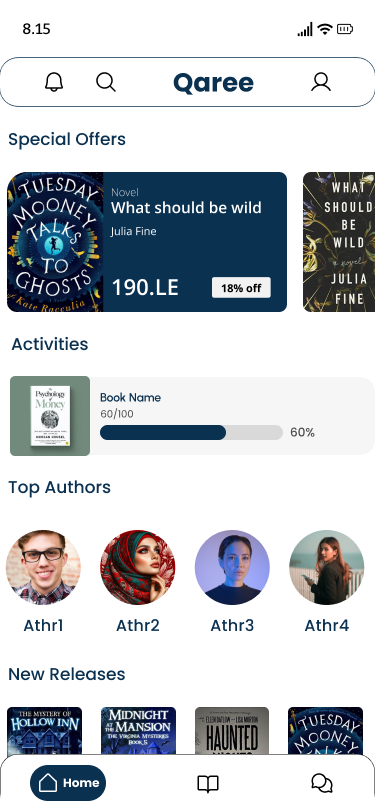 8.15
Qaree
Special Offers
TUESDAY
MOONEY
TALKS
TO
GHOSTS
Kate Racculia
Novel
What should be wild
Julia Fine
190.LE
18% off
WHAT
SHOULD
BE
WILD
a novel
JULIA
FINE
Activities
The
Psychology
of
Money
MORGAN HOUSEL
Book Name
60/100
60%
Top Authors
Athr1
Athr2
Athr3
Athr4
New Releases
THE MYSTERY OF
HOLLOW INN
MIDNIGHT
AT THE
MANSION
THE VIRGINIA MYSTERIES
BOOK 5
ELLEN DATLOW
LISA MORTON
HAUNTED
NIGHTS
TUESDAY
MOONEY
TALKS
Home